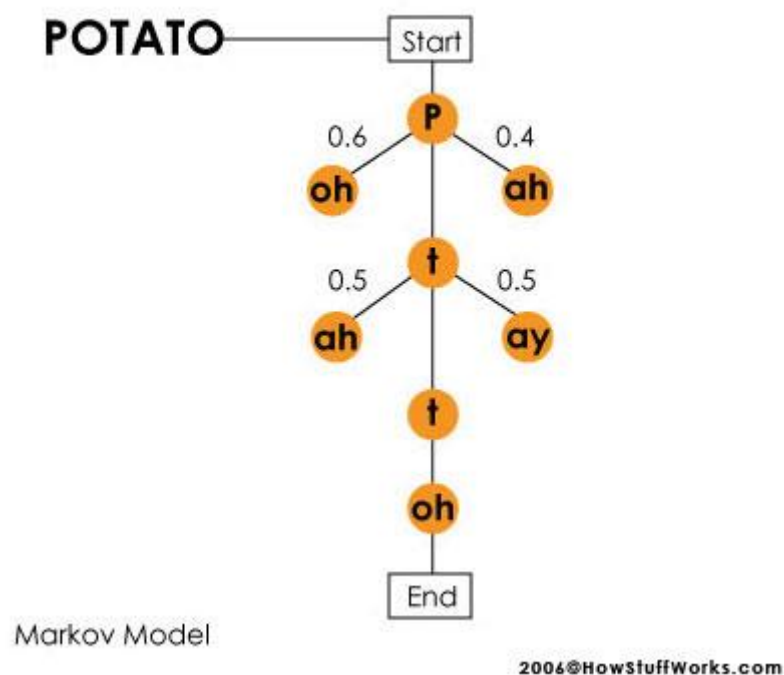 POTATO Start
P
0.6 0.4
oh ah
t
0.5 0.5
ah ay
t
oh
End
Markov Model
2006@HowStuffWorks.com